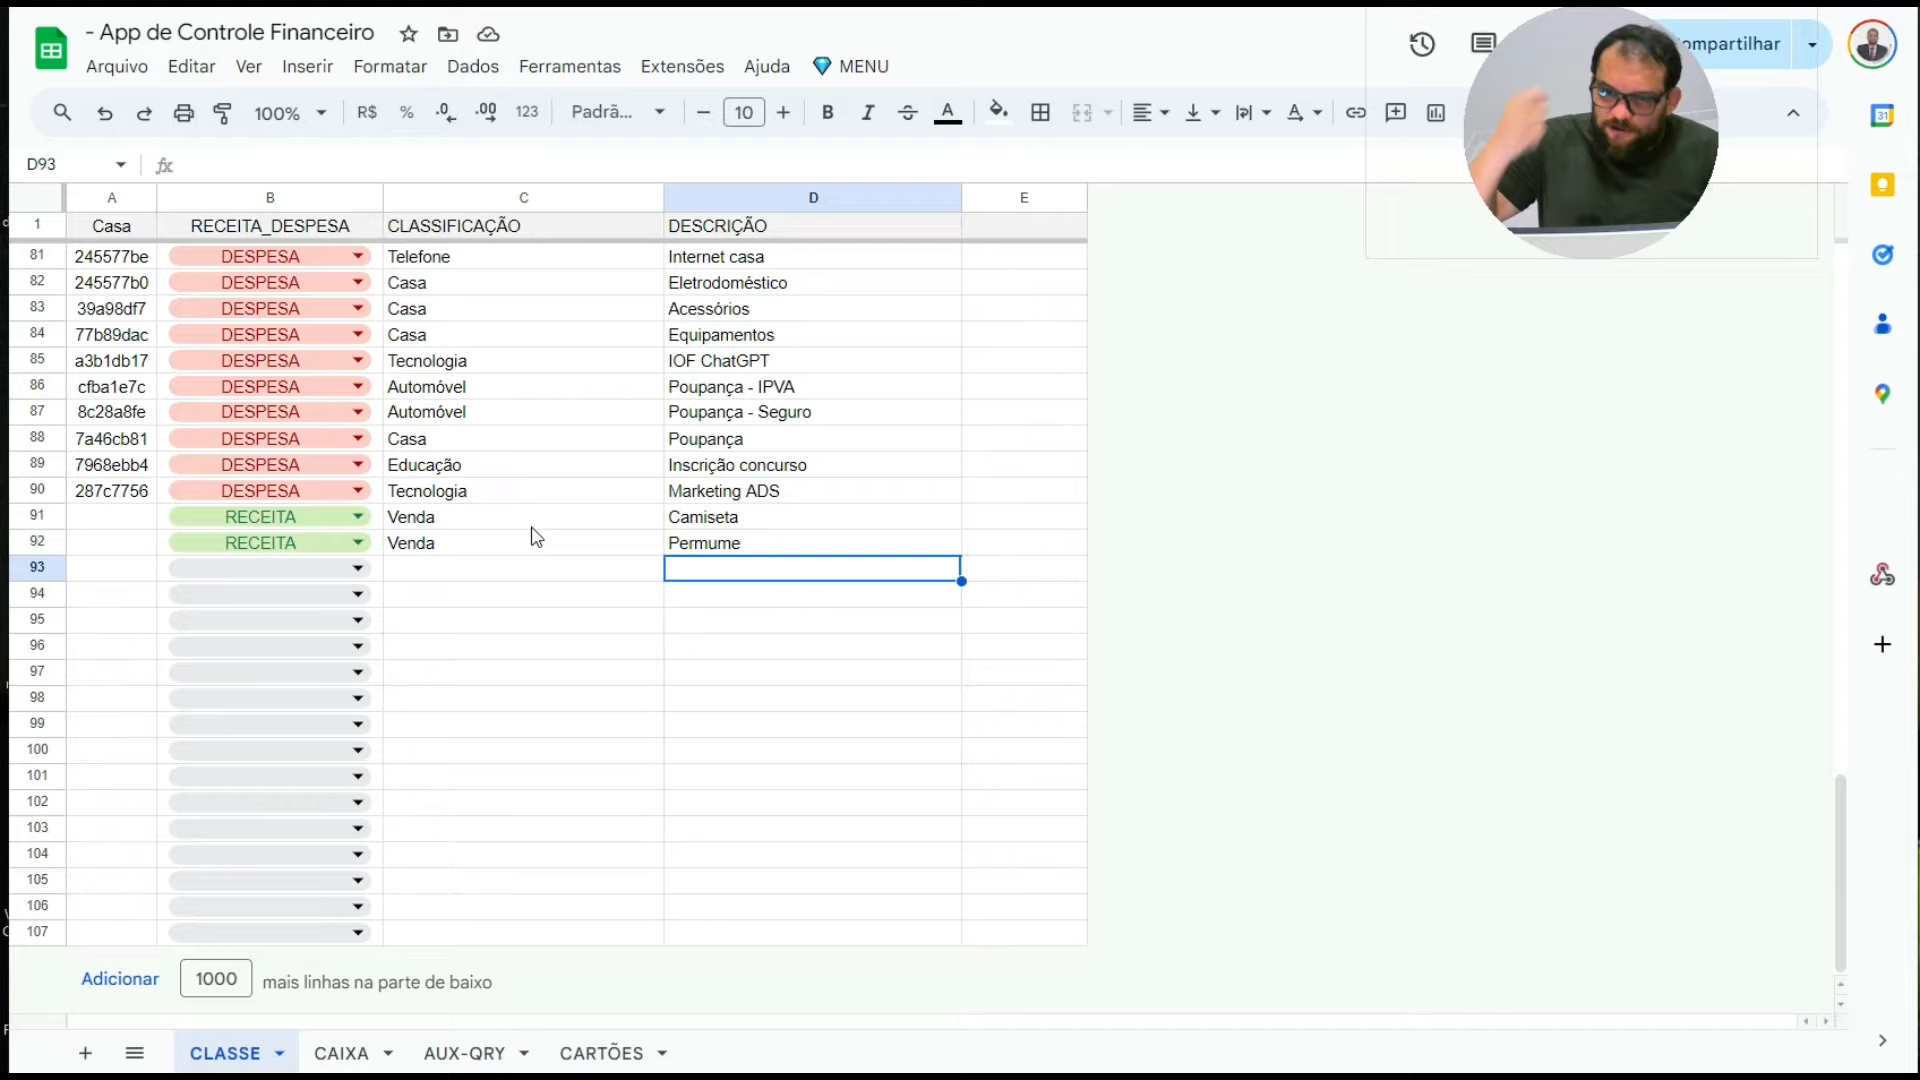 - App de Controle Financeiro
Arquivo Editar Ver Inserir Formatar Dados Ferramentas Extensões Ajuda MENU
ompartilhar
100% R$ % .0 .00 123 Padrã... 10 B I A
D93 fx
A B C D E
1 Casa RECEITA_DESPESA CLASSIFICAÇÃO DESCRIÇÃO
81 245577be DESPESA Telefone Internet casa
82 245577b0 DESPESA Casa Eletrodoméstico
83 39a98df7 DESPESA Casa Acessórios
84 77b89dac DESPESA Casa Equipamentos
85 a3b1db17 DESPESA Tecnologia IOF ChatGPT
86 cfba1e7c DESPESA Automóvel Poupança - IPVA
87 8c28a8fe DESPESA Automóvel Poupança - Seguro
88 7a46cb81 DESPESA Casa Poupança
89 7968ebb4 DESPESA Educação Inscrição concurso
90 287c7756 DESPESA Tecnologia Marketing ADS
91 RECEITA Venda Camiseta
92 RECEITA Venda Permume
93
94
95
96
97
98
99
100
101
102
103
104
105
106
107
Adicionar 1000 mais linhas na parte de baixo
CLASSE CAIXA AUX-QRY CARTÕES
31